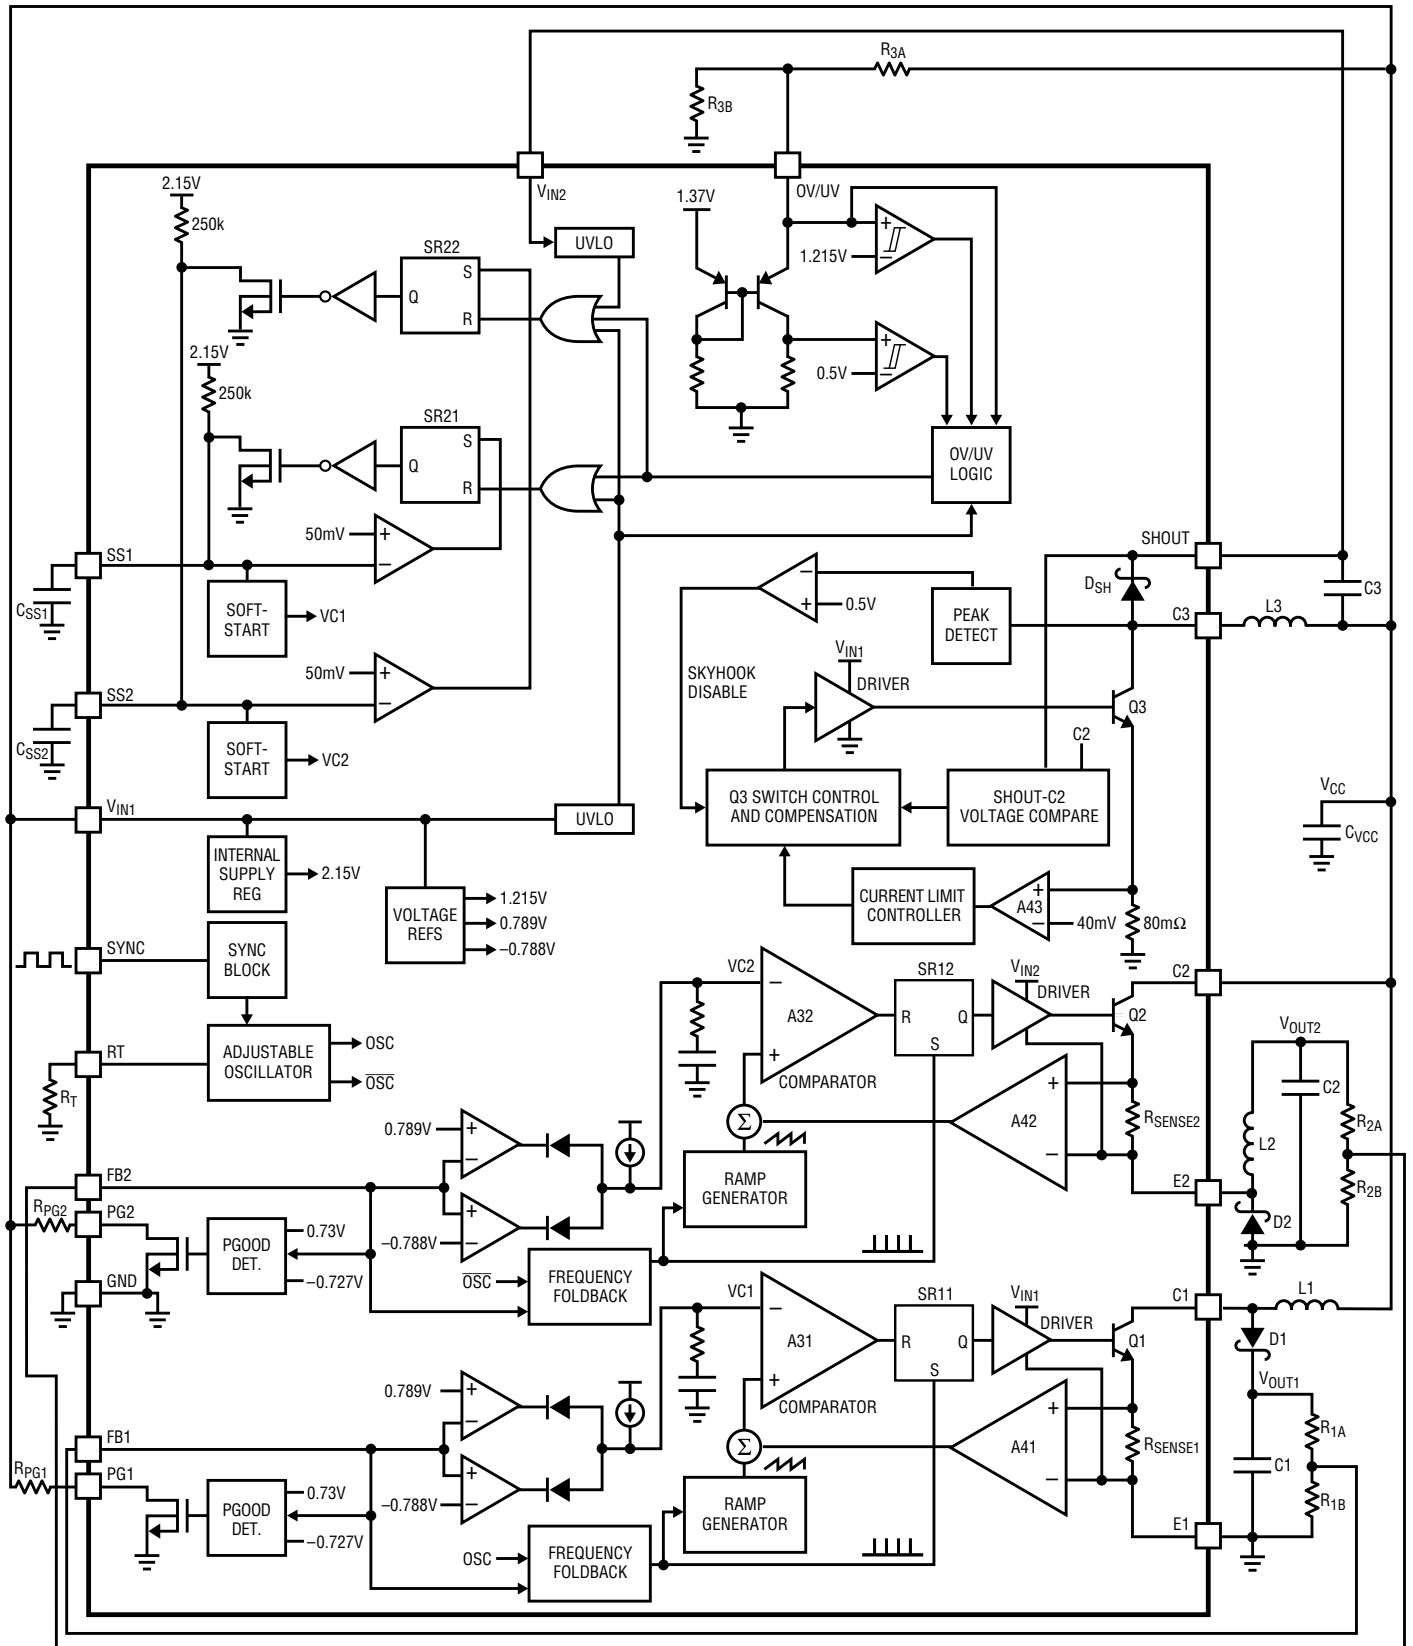 R3A
R3B
VIN2
OV/UV
2.15V
250k
1.37V
UVLO
1.215V
SR22
S
Q
R
2.15V
250k
0.5V
SR21
S
Q
R
OV/UV
LOGIC
50mV
SS1
CSS1
SOFT-
START
VC1
SHOUT
DSH
0.5V
PEAK
DETECT
C3
L3
C3
50mV
SKYHOOK
DISABLE
VIN1
DRIVER
Q3
SS2
CSS2
SOFT-
START
VC2
C2
Q3 SWITCH CONTROL
AND COMPENSATION
SHOUT-C2
VOLTAGE COMPARE
VCC
CVCC
VIN1
UVLO
INTERNAL
SUPPLY
REG
2.15V
VOLTAGE
REFS
1.215V
0.789V
–0.788V
CURRENT LIMIT
CONTROLLER
A43
40mV
80mΩ
SYNC
SYNC
BLOCK
RT
RT
ADJUSTABLE
OSCILLATOR
OSC
OSC
VC2
A32
COMPARATOR
SR12
R
Q
S
VIN2
DRIVER
Q2
C2
VOUT2
C2
R2A
L2
R2B
D2
A42
RSENSE2
E2
Σ
RAMP
GENERATOR
0.789V
–0.788V
FB2
RPG2
PG2
PGOOD
DET.
0.73V
–0.727V
GND
OSC
FREQUENCY
FOLDBACK
VC1
A31
COMPARATOR
SR11
R
Q
S
VIN1
DRIVER
Q1
C1
L1
D1
VOUT1
R1A
C1
R1B
A41
RSENSE1
E1
Σ
RAMP
GENERATOR
0.789V
–0.788V
FB1
RPG1
PG1
PGOOD
DET.
0.73V
–0.727V
OSC
FREQUENCY
FOLDBACK